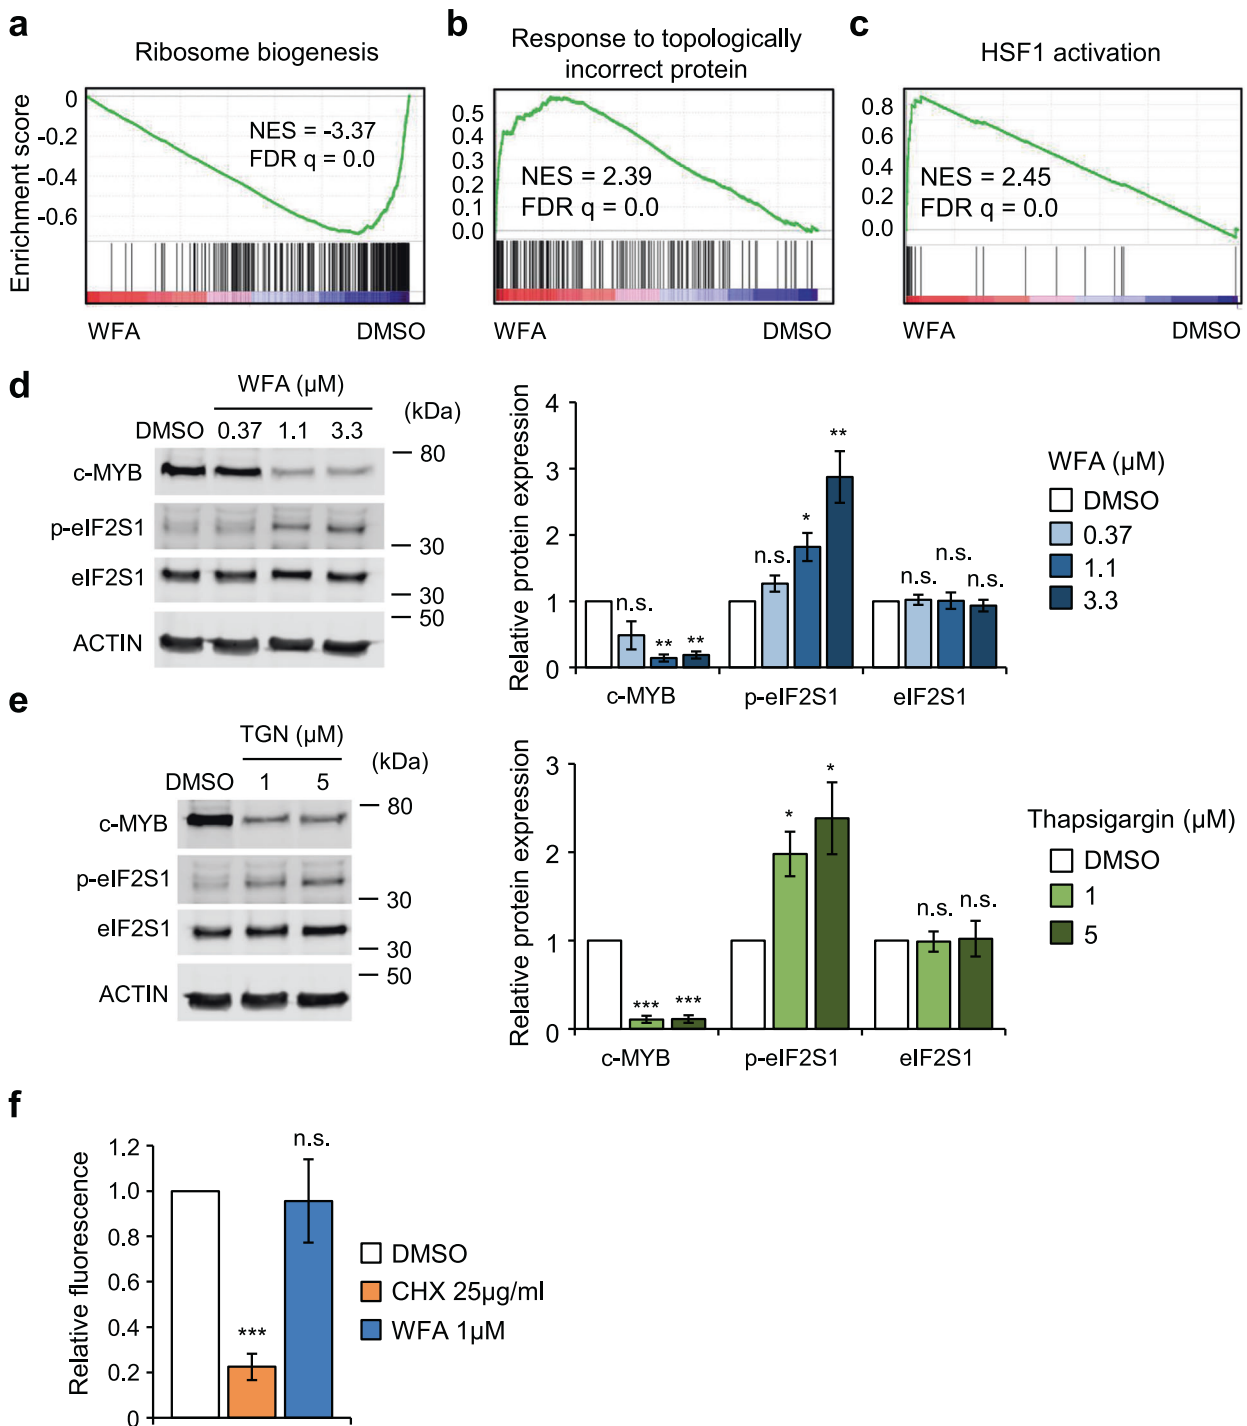 a
Ribosome biogenesis
Enrichment score
0
-0.2
-0.4
-0.6
NES = -3.37
FDR q = 0.0
WFA DMSO
b
Response to topologically
incorrect protein
0.5
0.4
0.3
0.2
0.1
0.0
NES = 2.39
FDR q = 0.0
WFA DMSO
c
HSF1 activation
0.8
0.6
0.4
0.2
0.0
NES = 2.45
FDR q = 0.0
WFA DMSO
d
WFA (µM)
(kDa)
DMSO 0.37 1.1 3.3
c-MYB
80
p-eIF2S1
30
eIF2S1
30
50
ACTIN
Relative protein expression
4
3
2
1
0
n.s. ** **
n.s. * **
n.s. n.s. n.s.
c-MYB p-eIF2S1 eIF2S1
WFA (µM)
DMSO
0.37
1.1
3.3
e
TGN (µM)
(kDa)
DMSO 1 5
c-MYB
80
p-eIF2S1
30
eIF2S1
30
50
ACTIN
Relative protein expression
3
2
1
0
*** ***
* *
n.s. n.s.
c-MYB p-eIF2S1 eIF2S1
Thapsigargin (µM)
DMSO
1
5
f
Relative fluorescence
1.2
1.0
0.8
0.6
0.4
0.2
0
***
n.s.
DMSO
CHX 25µg/ml
WFA 1µM